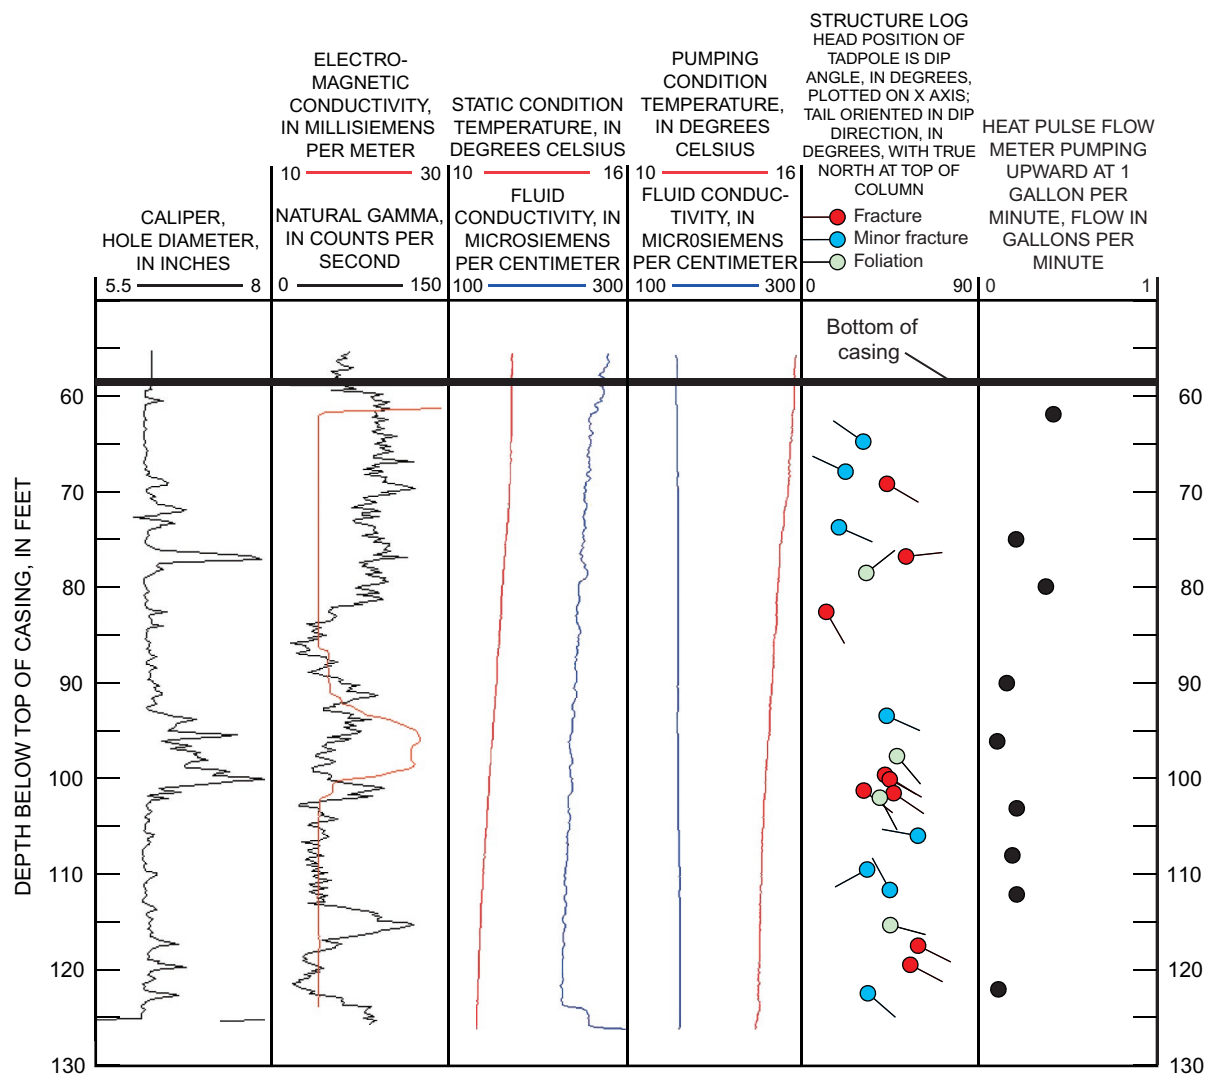 ELECTRO-
MAGNETIC
CONDUCTIVITY,
IN MILLISIEMENS
PER METER
10 30
STATIC CONDITION
TEMPERATURE, IN
DEGREES CELSIUS
10 16
PUMPING
CONDITION
TEMPERATURE,
IN DEGREES
CELSIUS
10 16
STRUCTURE LOG
HEAD POSITION OF
TADPOLE IS DIP
ANGLE, IN DEGREES,
PLOTTED ON X AXIS;
TAIL ORIENTED IN DIP
DIRECTION, IN
DEGREES, WITH TRUE
NORTH AT TOP OF
COLUMN
Fracture
Minor fracture
Foliation
0 90
HEAT PULSE FLOW
METER PUMPING
UPWARD AT 1
GALLON PER
MINUTE, FLOW IN
GALLONS PER
MINUTE
0 1
CALIPER,
HOLE DIAMETER,
IN INCHES
5.5 8
NATURAL GAMMA,
IN COUNTS PER
SECOND
0 150
FLUID
CONDUCTIVITY, IN
MICROSIEMENS
PER CENTIMETER
100 300
FLUID CONDUC-
TIVITY, IN
MICR0SIEMENS
PER CENTIMETER
100 300
Bottom of
casing
DEPTH BELOW TOP OF CASING, IN FEET
60 60
70 70
80 80
90 90
100 100
110 110
120 120
130 130